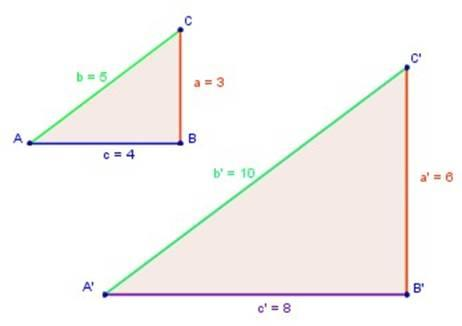 C
b = 5
a = 3
A
B
c = 4
C'
b' = 10
a' = 6
A'
B'
c' = 8